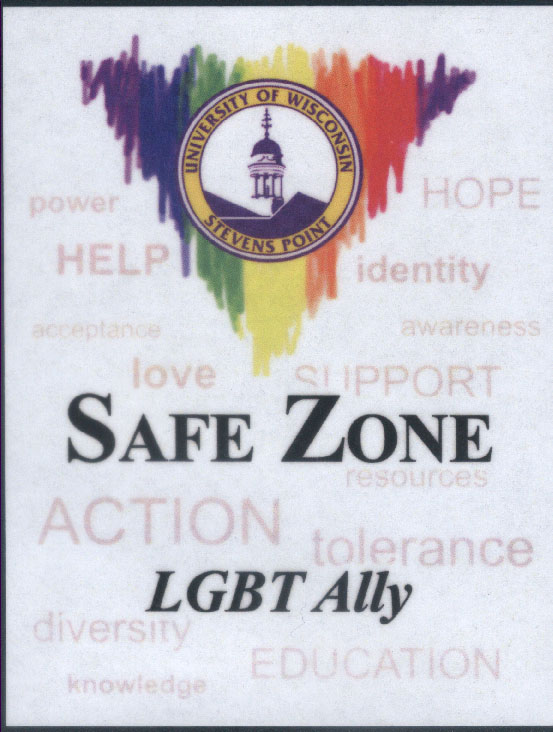 UNIVERSITY OF WISCONSIN
STEVENS POINT
power
HOPE
HELP
identity
acceptance
awareness
love
SUPPORT
SAFE ZONE
resources
ACTION
tolerance
LGBT Ally
diversity
EDUCATION
knowledge